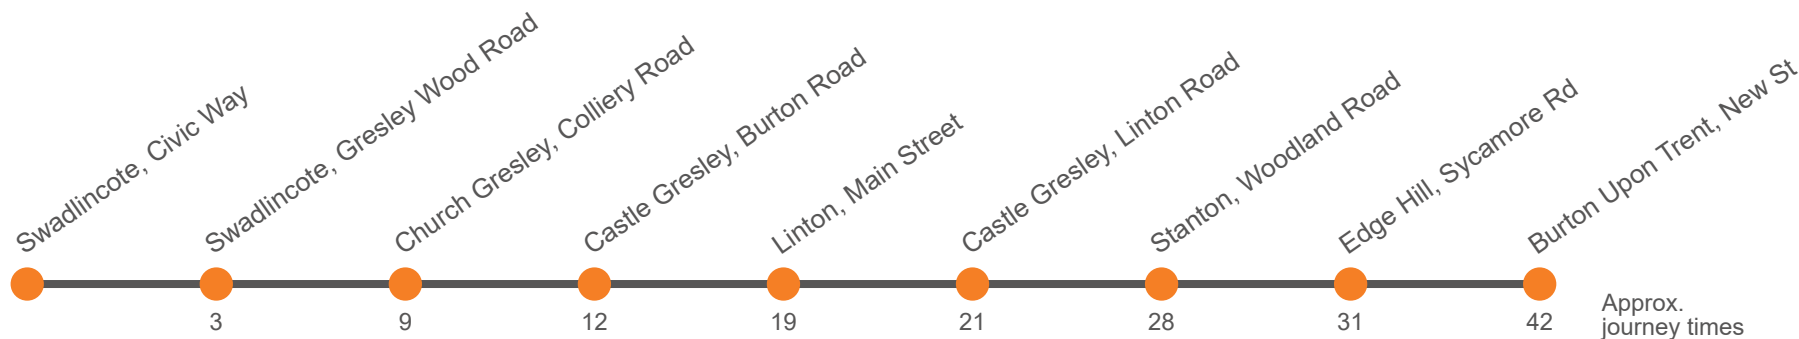 Swadlincote, Civic Way
Swadlincote, Gresley Wood Road
Church Gresley, Colliery Road
Castle Gresley, Burton Road
Linton, Main Street
Castle Gresley, Linton Road
Stanton, Woodland Road
Edge Hill, Sycamore Rd
Burton Upon Trent, New St
3
9
12
19
21
28
31
42
Approx.
journey times